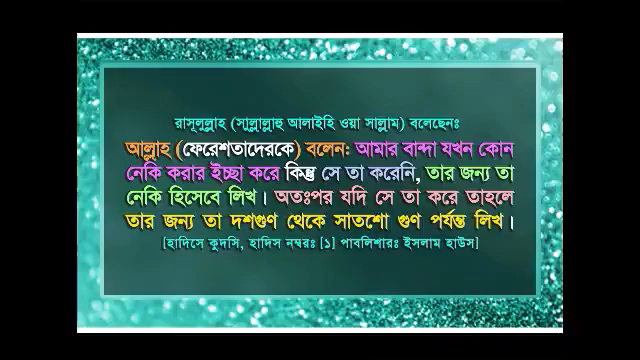 রাসূলুল্লাহ (সাল্লাল্লাহু আলাইহি ওয়া সাল্লাম) বলেছেনঃ
আল্লাহ (ফেরেশতাদেরকে) বলেন: আমার বান্দা যখন কোন
নেকি করার ইচ্ছা করে কিন্তু সে তা করেনি, তার জন্য তা
নেকি হিসেবে লিখ। অতঃপর যদি সে তা করে তাহলে
তার জন্য তা দশগুণ থেকে সাতশো গুণ পর্যন্ত লিখ।
[হাদিসে কুদসি, হাদিস নম্বরঃ [১] পাবলিশারঃ ইসলাম হাউস]